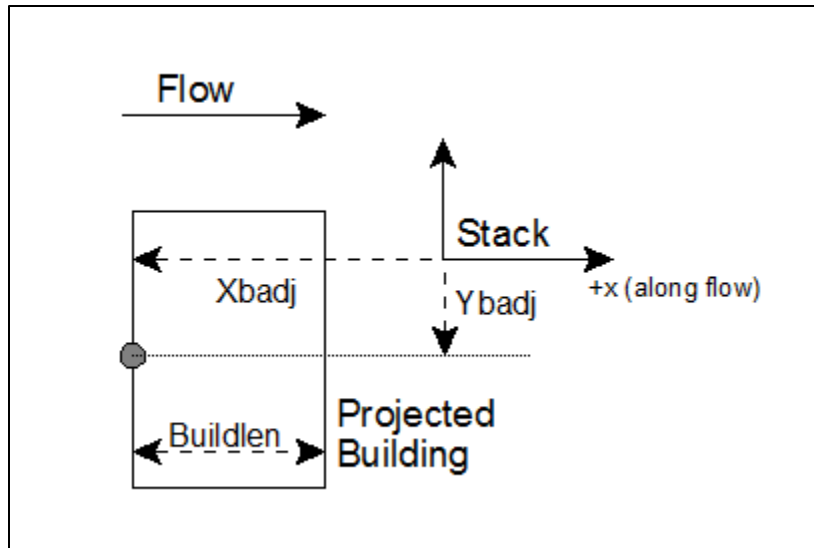 Flow
Stack
+x (along flow)
Xbadj
Ybadj
Buildlen
Projected
Building